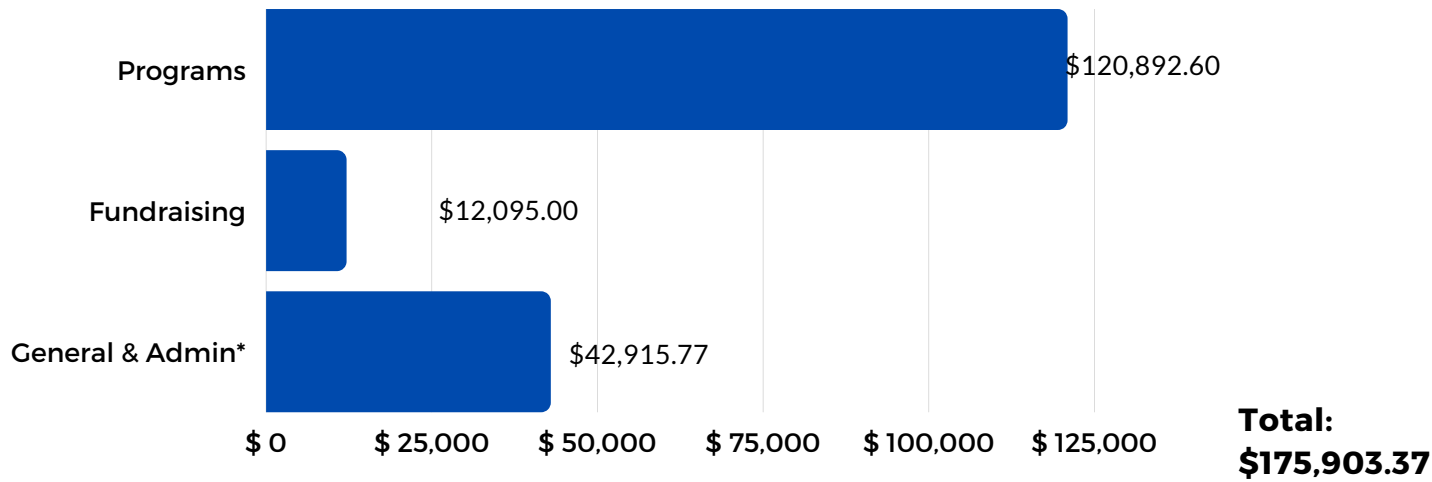 Programs
$120,892.60
Fundraising
$12,095.00
General & Admin*
$42,915.77
$ 0 $ 25,000 $ 50,000 $ 75,000 $ 100,000 $ 125,000
Total:
$175,903.37